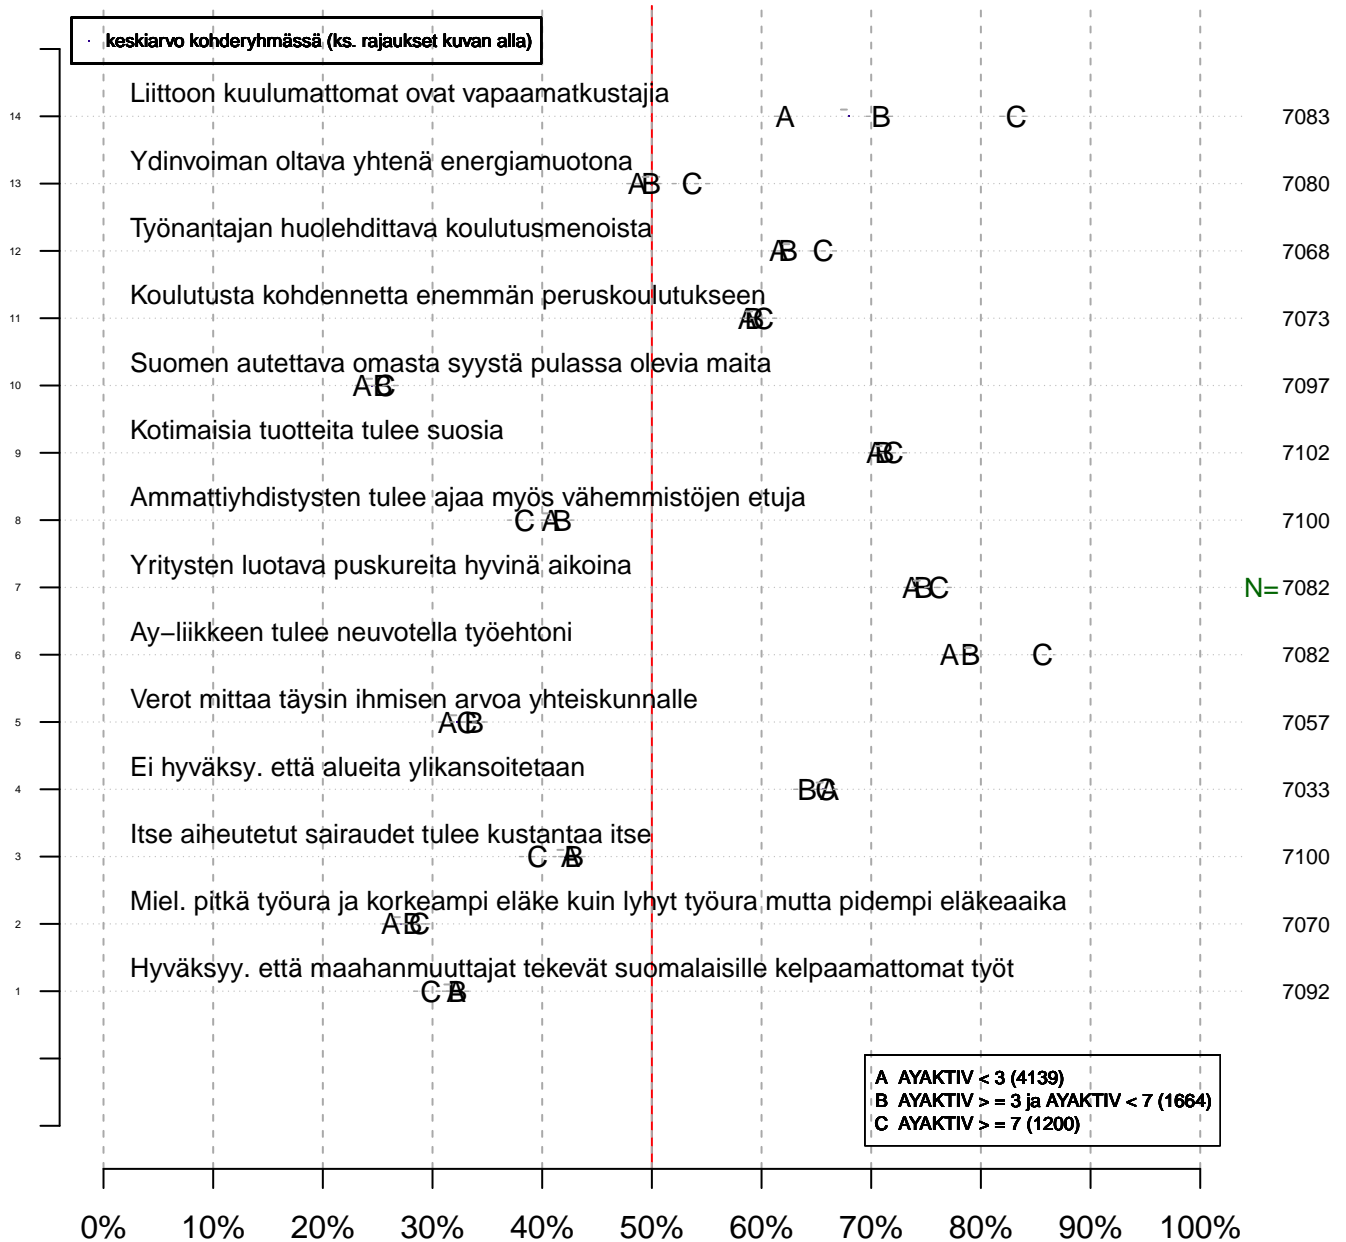 keskiarvo kohderyhmässä (ks. rajaukset kuvan alla)
Liittoon kuulumattomat ovat vapaamatkustajia
14 A B C 7083
Ydinvoiman oltava yhtenä energiamuotona
13 A B C 7080
Työnantajan huolehdittava koulutusmenoista
12 A B C 7068
Koulutusta kohdennetta enemmän peruskoulutukseen
11 A B C 7073
Suomen autettava omasta syystä pulassa olevia maita
10 A B C 7097
Kotimaisia tuotteita tulee suosia
9 A B C 7102
Ammattiyhdistysten tulee ajaa myös vähemmistöjen etuja
8 C A B 7100
Yritysten luotava puskureita hyvinä aikoina
7 A B C N= 7082
Ay–liikkeen tulee neuvotella työehtoni
6 A B C 7082
Verot mittaa täysin ihmisen arvoa yhteiskunnalle
5 A C B 7057
Ei hyväksy. että alueita ylikansoitetaan
4 B C A 7033
Itse aiheutetut sairaudet tulee kustantaa itse
3 C A B 7100
Miel. pitkä työura ja korkeampi eläke kuin lyhyt työura mutta pidempi eläkeaaika
2 A B C 7070
Hyväksyy. että maahanmuuttajat tekevät suomalaisille kelpaamattomat työt
1 C A B 7092
A AYAKTIV < 3 (4139)
B AYAKTIV > = 3 ja AYAKTIV < 7 (1664)
C AYAKTIV > = 7 (1200)
0% 10% 20% 30% 40% 50% 60% 70% 80% 90% 100%